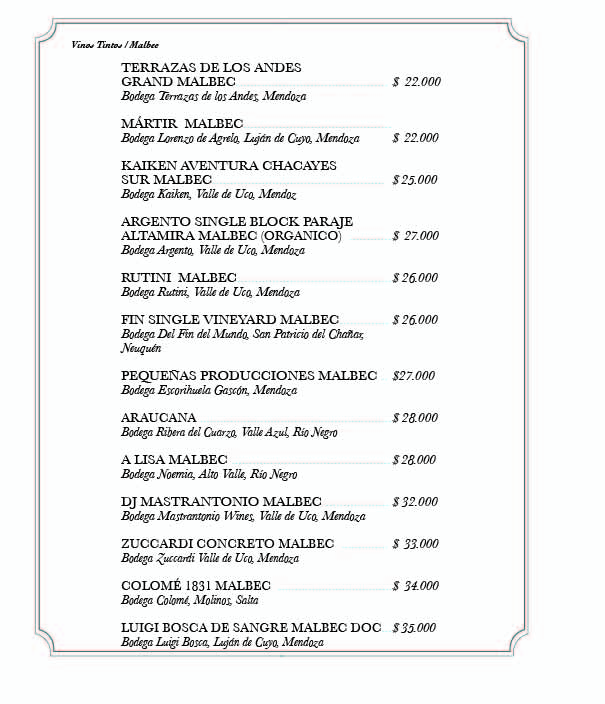 Vinos Tintos / Malbec
TERRAZAS DE LOS ANDES
GRAND MALBEC $ 22.000
Bodega Terrazas de los Andes, Mendoza
MÁRTIR MALBEC
Bodega Lorenzo de Agrelo, Luján de Cuyo, Mendoza $ 22.000
KAIKEN AVENTURA CHACAYES
SUR MALBEC $ 25.000
Bodega Kaiken, Valle de Uco, Mendoz
ARGENTO SINGLE BLOCK PARAJE
ALTAMIRA MALBEC (ORGANICO) $ 27.000
Bodega Argento, Valle de Uco, Mendoza
RUTINI MALBEC $ 26.000
Bodega Rutini, Valle de Uco, Mendoza
FIN SINGLE VINEYARD MALBEC $ 26.000
Bodega Del Fin del Mundo, San Patricio del Chañar,
Neuquén
PEQUEÑAS PRODUCCIONES MALBEC $27.000
Bodega Escorihuela Gascón, Mendoza
ARAUCANA $ 28.000
Bodega Ribera del Cuarzo, Valle Azul, Rio Negro
A LISA MALBEC $ 28.000
Bodega Noemia, Alto Valle, Rio Negro
DJ MASTRANTONIO MALBEC $ 32.000
Bodega Mastrantonio Wines, Valle de Uco, Mendoza
ZUCCARDI CONCRETO MALBEC $ 33.000
Bodega Zuccardi Valle de Uco, Mendoza
COLOMÉ 1831 MALBEC $ 34.000
Bodega Colomé, Molinos, Salta
LUIGI BOSCA DE SANGRE MALBEC DOC $ 35.000
Bodega Luigi Bosca, Luján de Cuyo, Mendoza